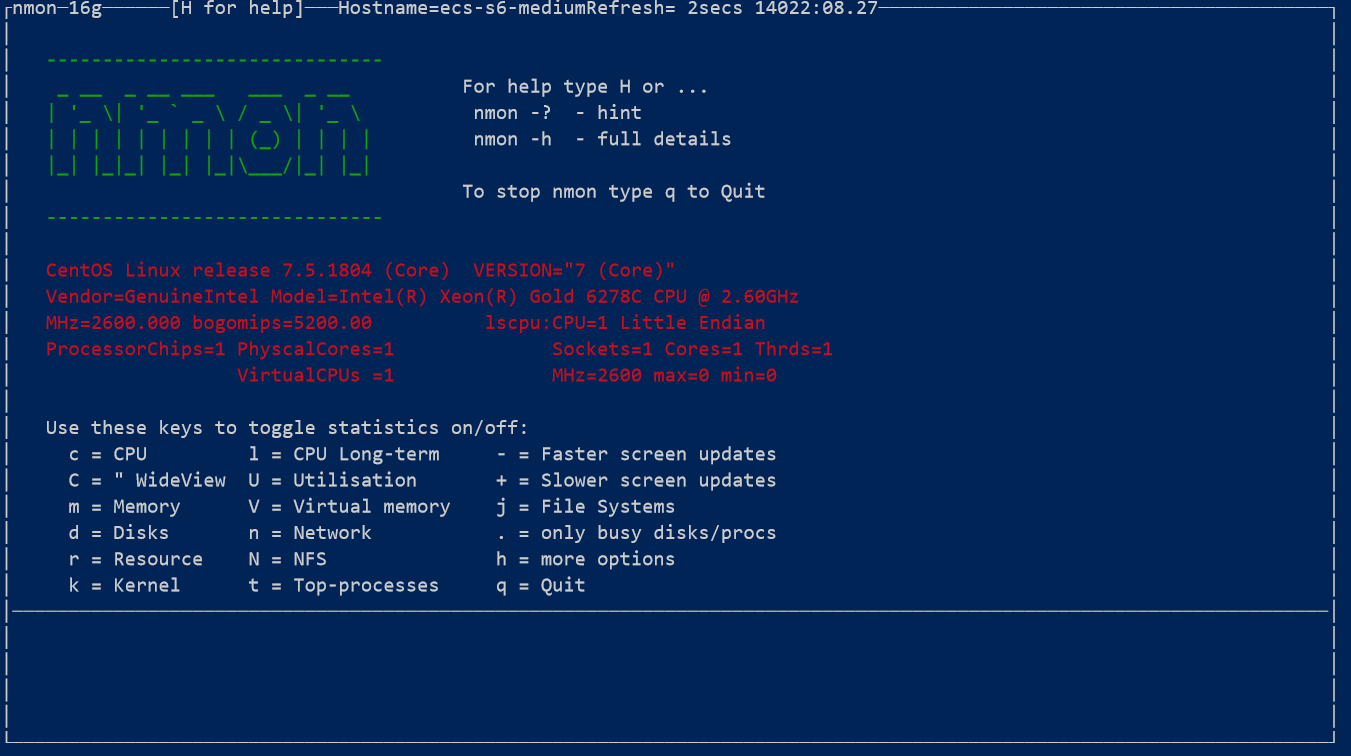 nmon-16g------[H for help]---Hostname=ecs-s6-mediumRefresh= 2secs 14022:08.27
------------------------------
nmon
For help type H or ...
nmon -?  - hint
nmon -h  - full details
To stop nmon type q to Quit
------------------------------
CentOS Linux release 7.5.1804 (Core)  VERSION="7 (Core)"
Vendor=GenuineIntel Model=Intel(R) Xeon(R) Gold 6278C CPU @ 2.60GHz
MHz=2600.000 bogomips=5200.00          lscpu:CPU=1 Little Endian
ProcessorChips=1 PhyscalCores=1              Sockets=1 Cores=1 Thrds=1
VirtualCPUs =1              MHz=2600 max=0 min=0
Use these keys to toggle statistics on/off:
c = CPU         l = CPU Long-term     - = Faster screen updates
C = " WideView  U = Utilisation       + = Slower screen updates
m = Memory      V = Virtual memory    j = File Systems
d = Disks       n = Network           . = only busy disks/procs
r = Resource    N = NFS               h = more options
k = Kernel      t = Top-processes     q = Quit